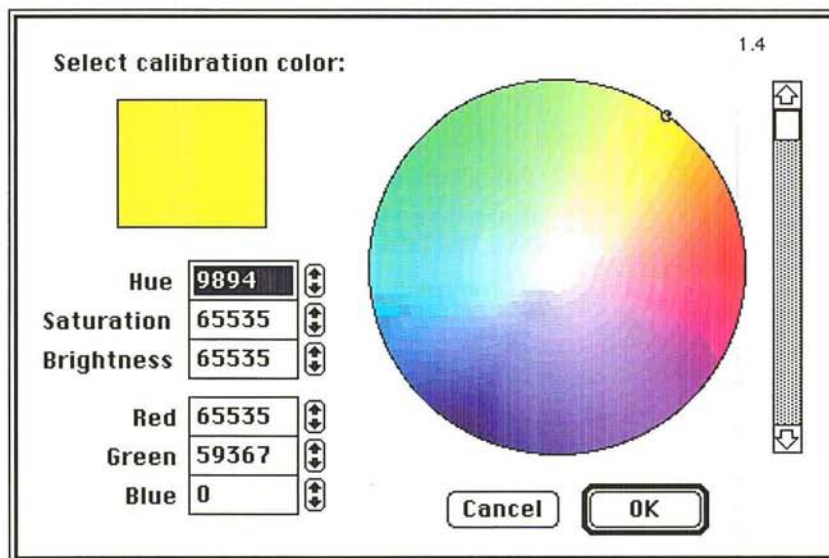 1.4
Select calibration color:
Hue 9894
Saturation 65535
Brightness 65535
Red 65535
Green 59367
Blue 0
Cancel OK